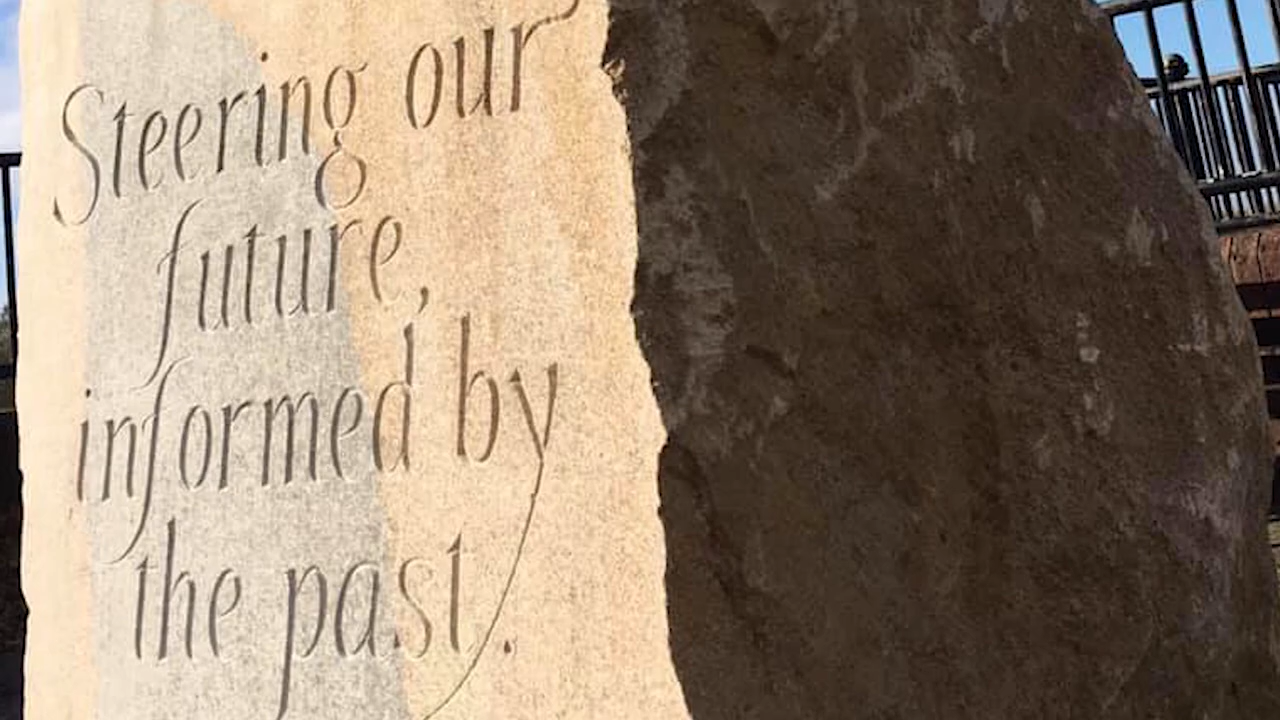 Steering our
future,
informed by
the past.